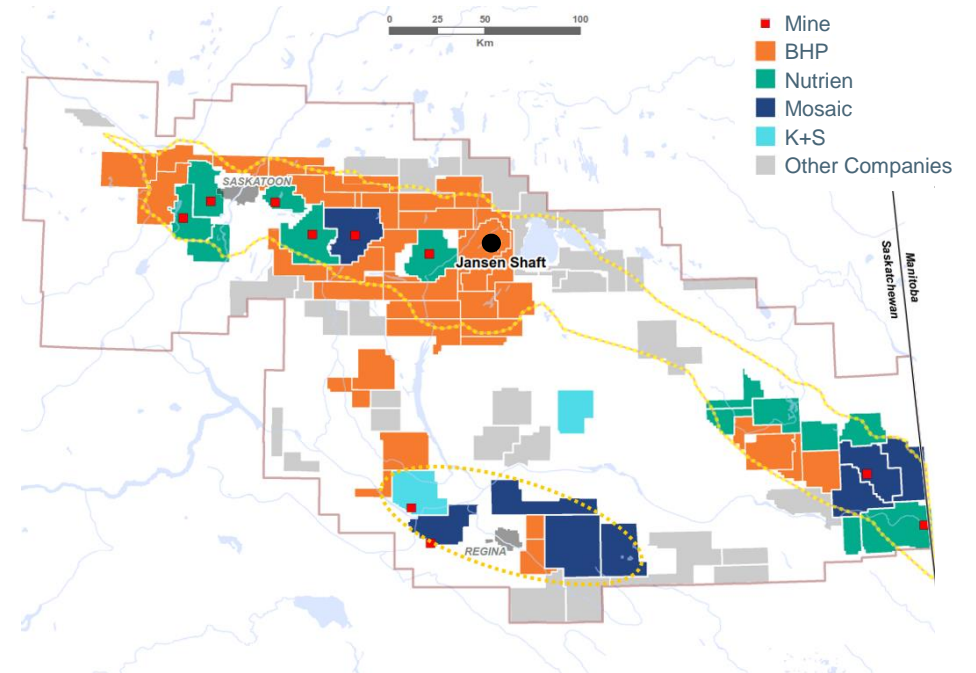 0 25 50 100
Km
Mine
BHP
Nutrien
Mosaic
K+S
Other Companies
SASKATOON
Jansen Shaft
Manitoba
Saskatchewan
REGINA